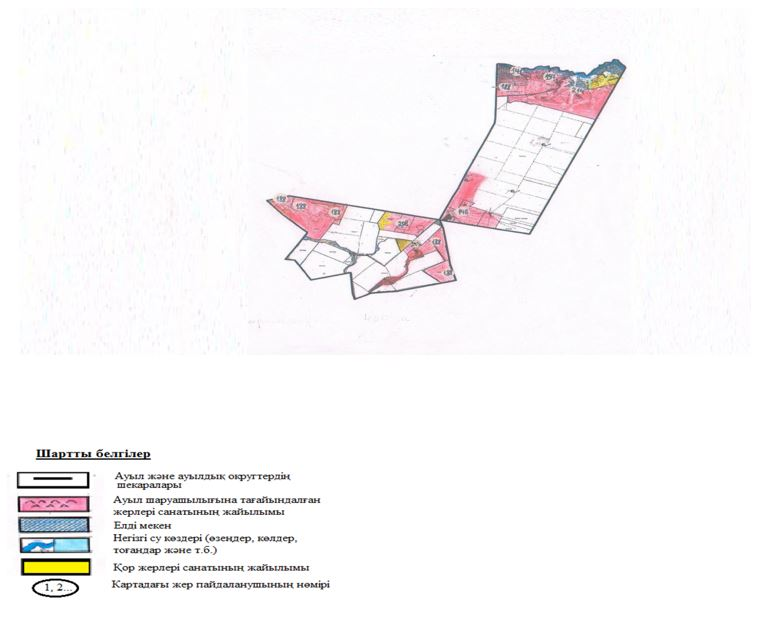 Шартты белгілер
Ауыл және ауылдық округтердің
шекаралары
Ауыл шаруашылығына тағайындалған
жерлері санатының жайылымы
Елді мекен
Негізгі су көздері (өзеңдер, көлдер,
тоғандар және т.б.)
Қор жерлері санатының жайылымы
1, 2... Картадағы жер пайдаланушының нөмірі